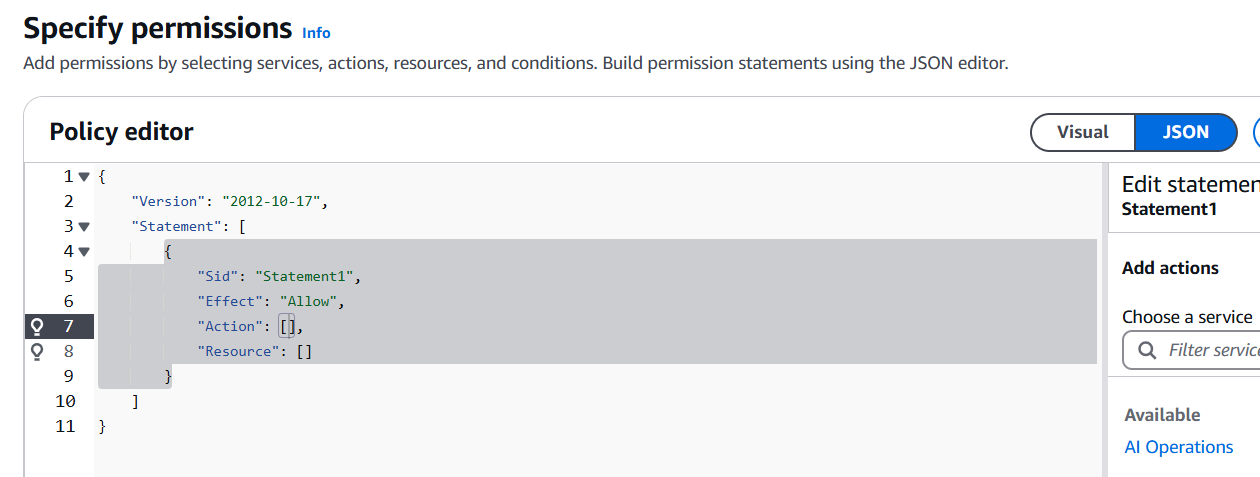 Specify permissions Info
Add permissions by selecting services, actions, resources, and conditions. Build permission statements using the JSON editor.
Policy editor
Visual JSON
1 {
2 "Version": "2012-10-17",
3 "Statement": [
4 {
5 "Sid": "Statement1",
6 "Effect": "Allow",
7 "Action": [],
8 "Resource": []
9 }
10 ]
11 }
Edit statemen
Statement1
Add actions
Choose a service
Filter servic
Available
AI Operations